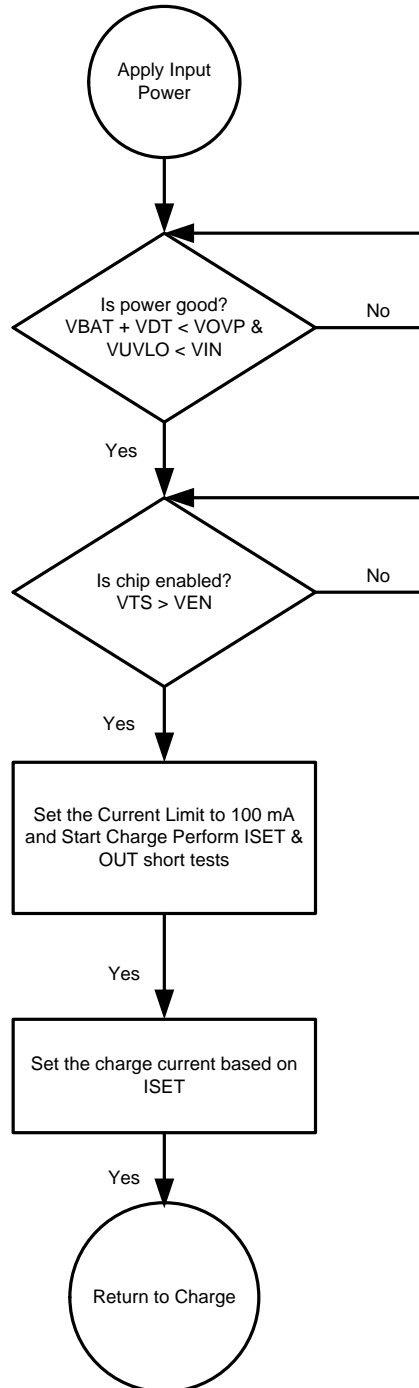 Apply Input
Power
Is power good?
VBAT + VDT < VOVP &
VUVLO < VIN
No
Yes
Is chip enabled?
VTS > VEN
No
Yes
Set the Current Limit to 100 mA
and Start Charge Perform ISET &
OUT short tests
Yes
Set the charge current based on
ISET
Yes
Return to Charge